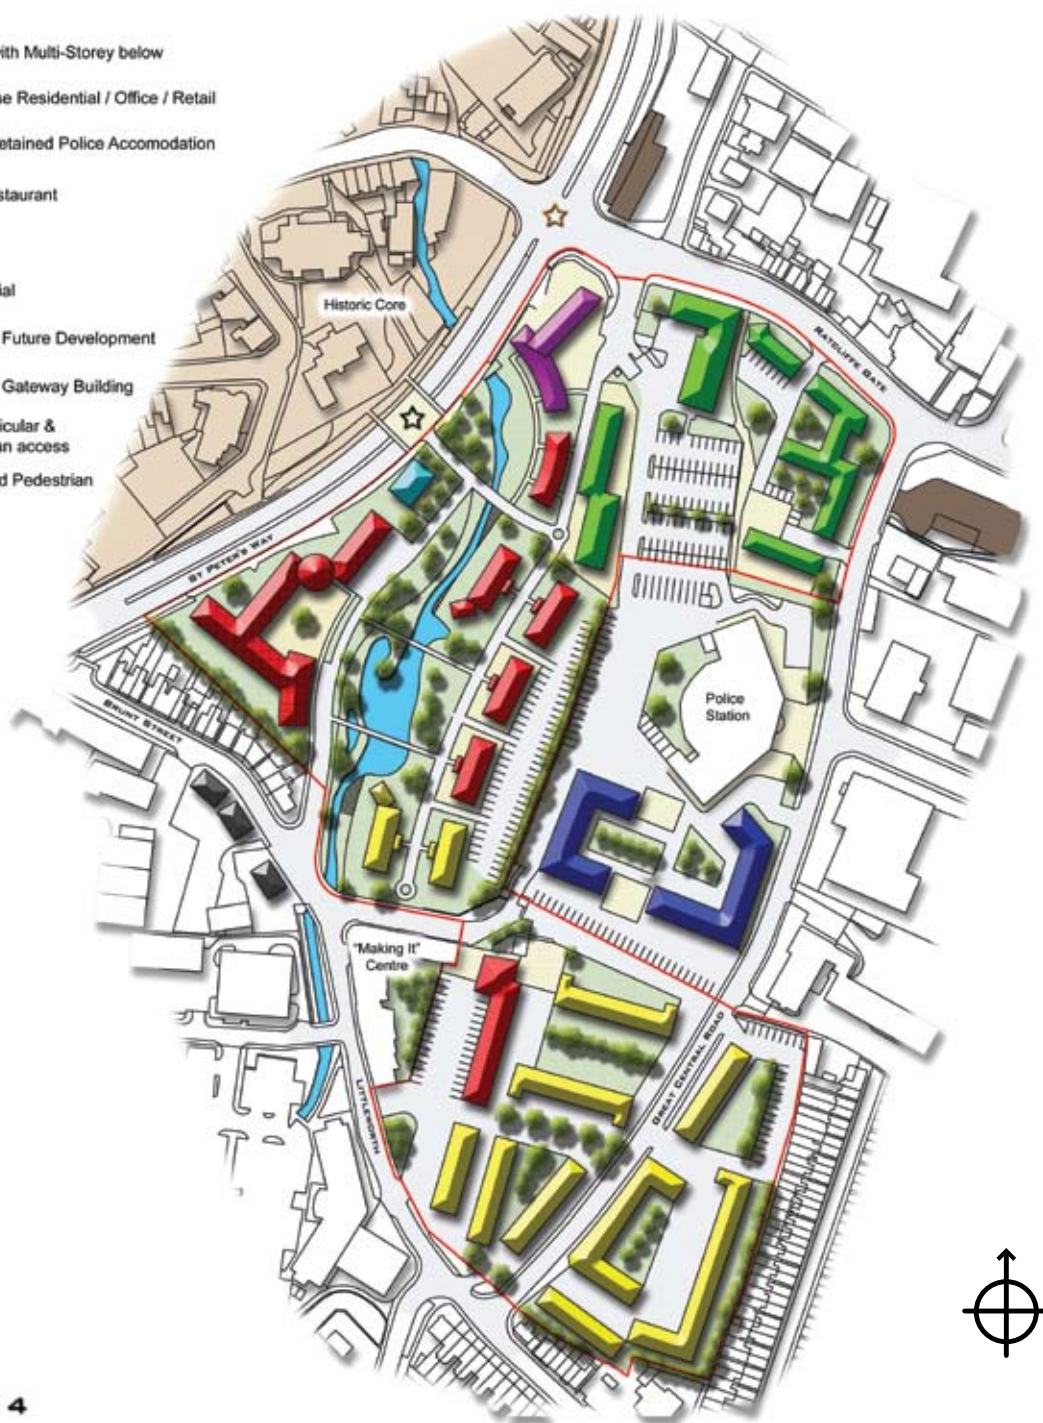 ith Multi-Storey below
se Residential / Office / Retail
etained Police Accomodation
staurant
ial
Future Development
Gateway Building
icular &
an access
d Pedestrian
Historic Core
RATCLIFFE GATE
ST PETER'S WAY
BRUNT STREET
Police
Station
"Making It"
Centre
GREAT CENTRAL ROAD
LITTLEWORTH
4